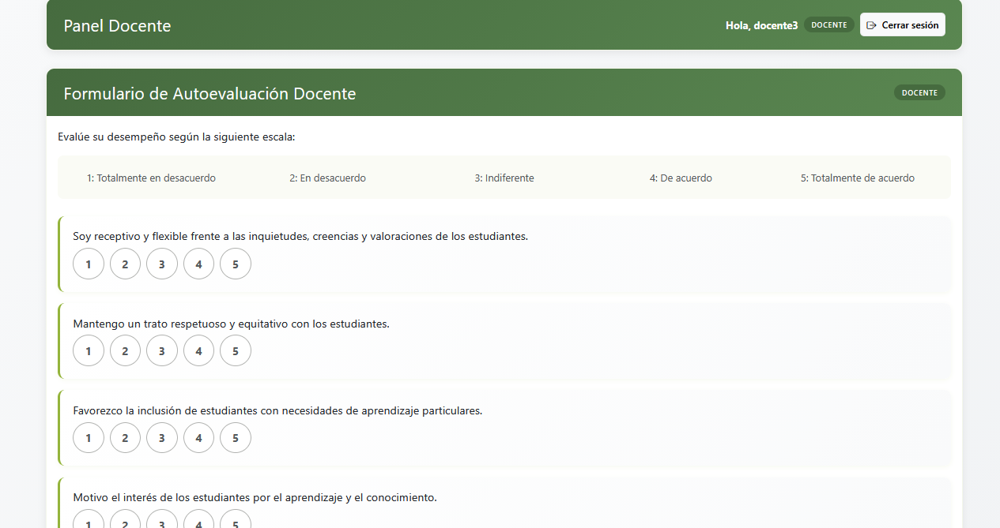 Panel Docente
Hola, docente3 DOCENTE Cerrar sesión
Formulario de Autoevaluación Docente DOCENTE
Evalúe su desempeño según la siguiente escala:
1: Totalmente en desacuerdo 2: En desacuerdo 3: Indiferente 4: De acuerdo 5: Totalmente de acuerdo
Soy receptivo y flexible frente a las inquietudes, creencias y valoraciones de los estudiantes.
1 2 3 4 5
Mantengo un trato respetuoso y equitativo con los estudiantes.
1 2 3 4 5
Favorezco la inclusión de estudiantes con necesidades de aprendizaje particulares.
1 2 3 4 5
Motivo el interés de los estudiantes por el aprendizaje y el conocimiento.
1 2 3 4 5